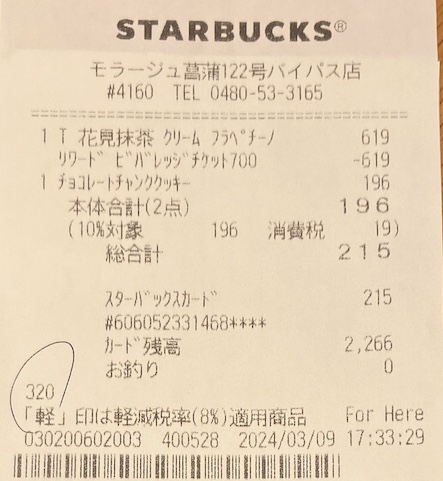 STARBUCKS®
モラージュ菖蒲122号バイパス店
#4160 TEL 0480-53-3165
1 T 花見抹茶 クリーム フラペチーノ 619
リワード ビバレッジチケット700 -619
1 チョコレートチャンククッキー 196
本体合計(2点) 196
(10%対象 196 消費税 19)
総合計 215
スターバックスカード 215
#606052331468****
カード残高 2,266
お釣り 0
320
「軽」印は軽減税率(8%)適用商品 For Here
030200602003 400528 2024/03/09 17:33:29